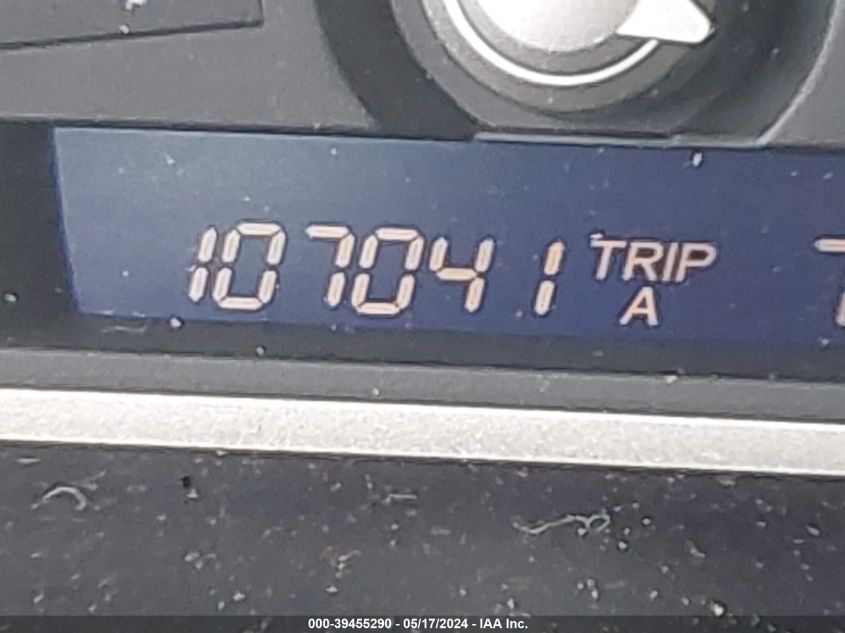 107041 TRIP
A
000-39455290 - 05/17/2024 - IAA Inc.